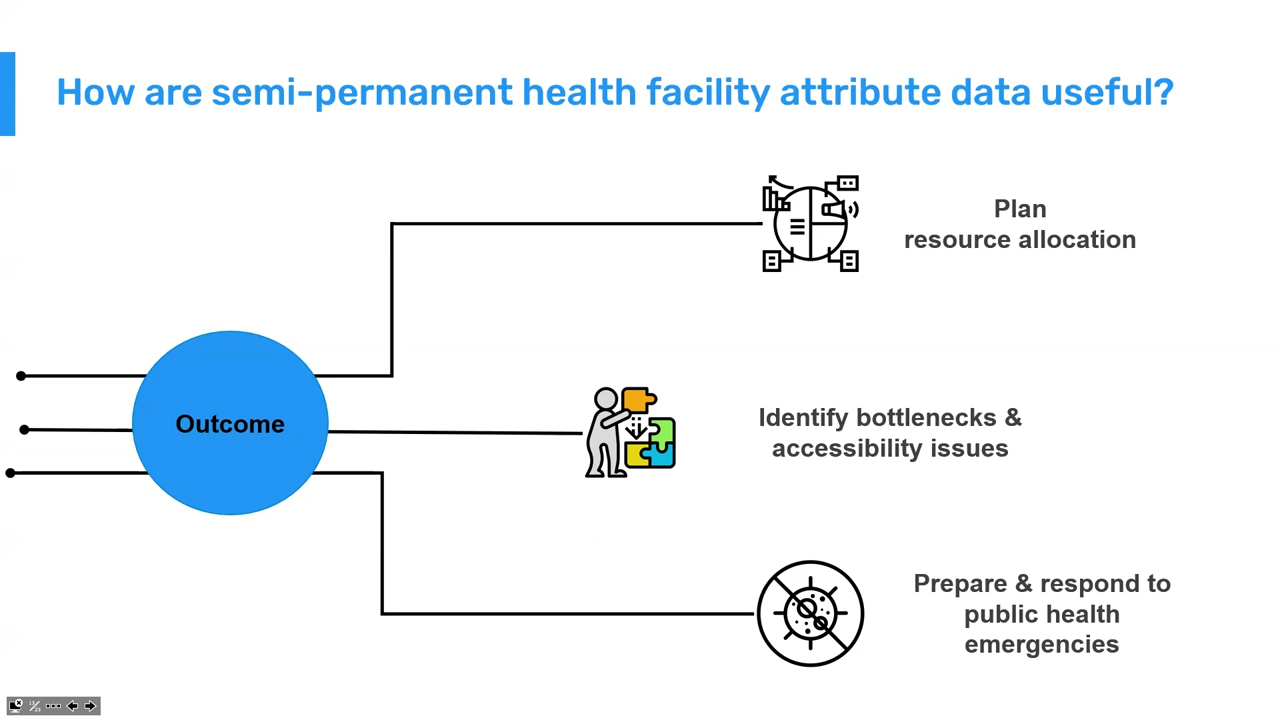 How are semi-permanent health facility attribute data useful?
Plan
resource allocation
Outcome
Identify bottlenecks &
accessibility issues
Prepare & respond to
public health
emergencies